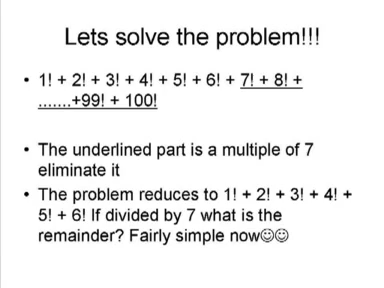 Lets solve the problem!!!
• 1! + 2! + 3! + 4! + 5! + 6! + 7! + 8! +
.......+99! + 100!
• The underlined part is a multiple of 7
eliminate it
• The problem reduces to 1! + 2! + 3! + 4! +
5! + 6! If divided by 7 what is the
remainder? Fairly simple now☺☺